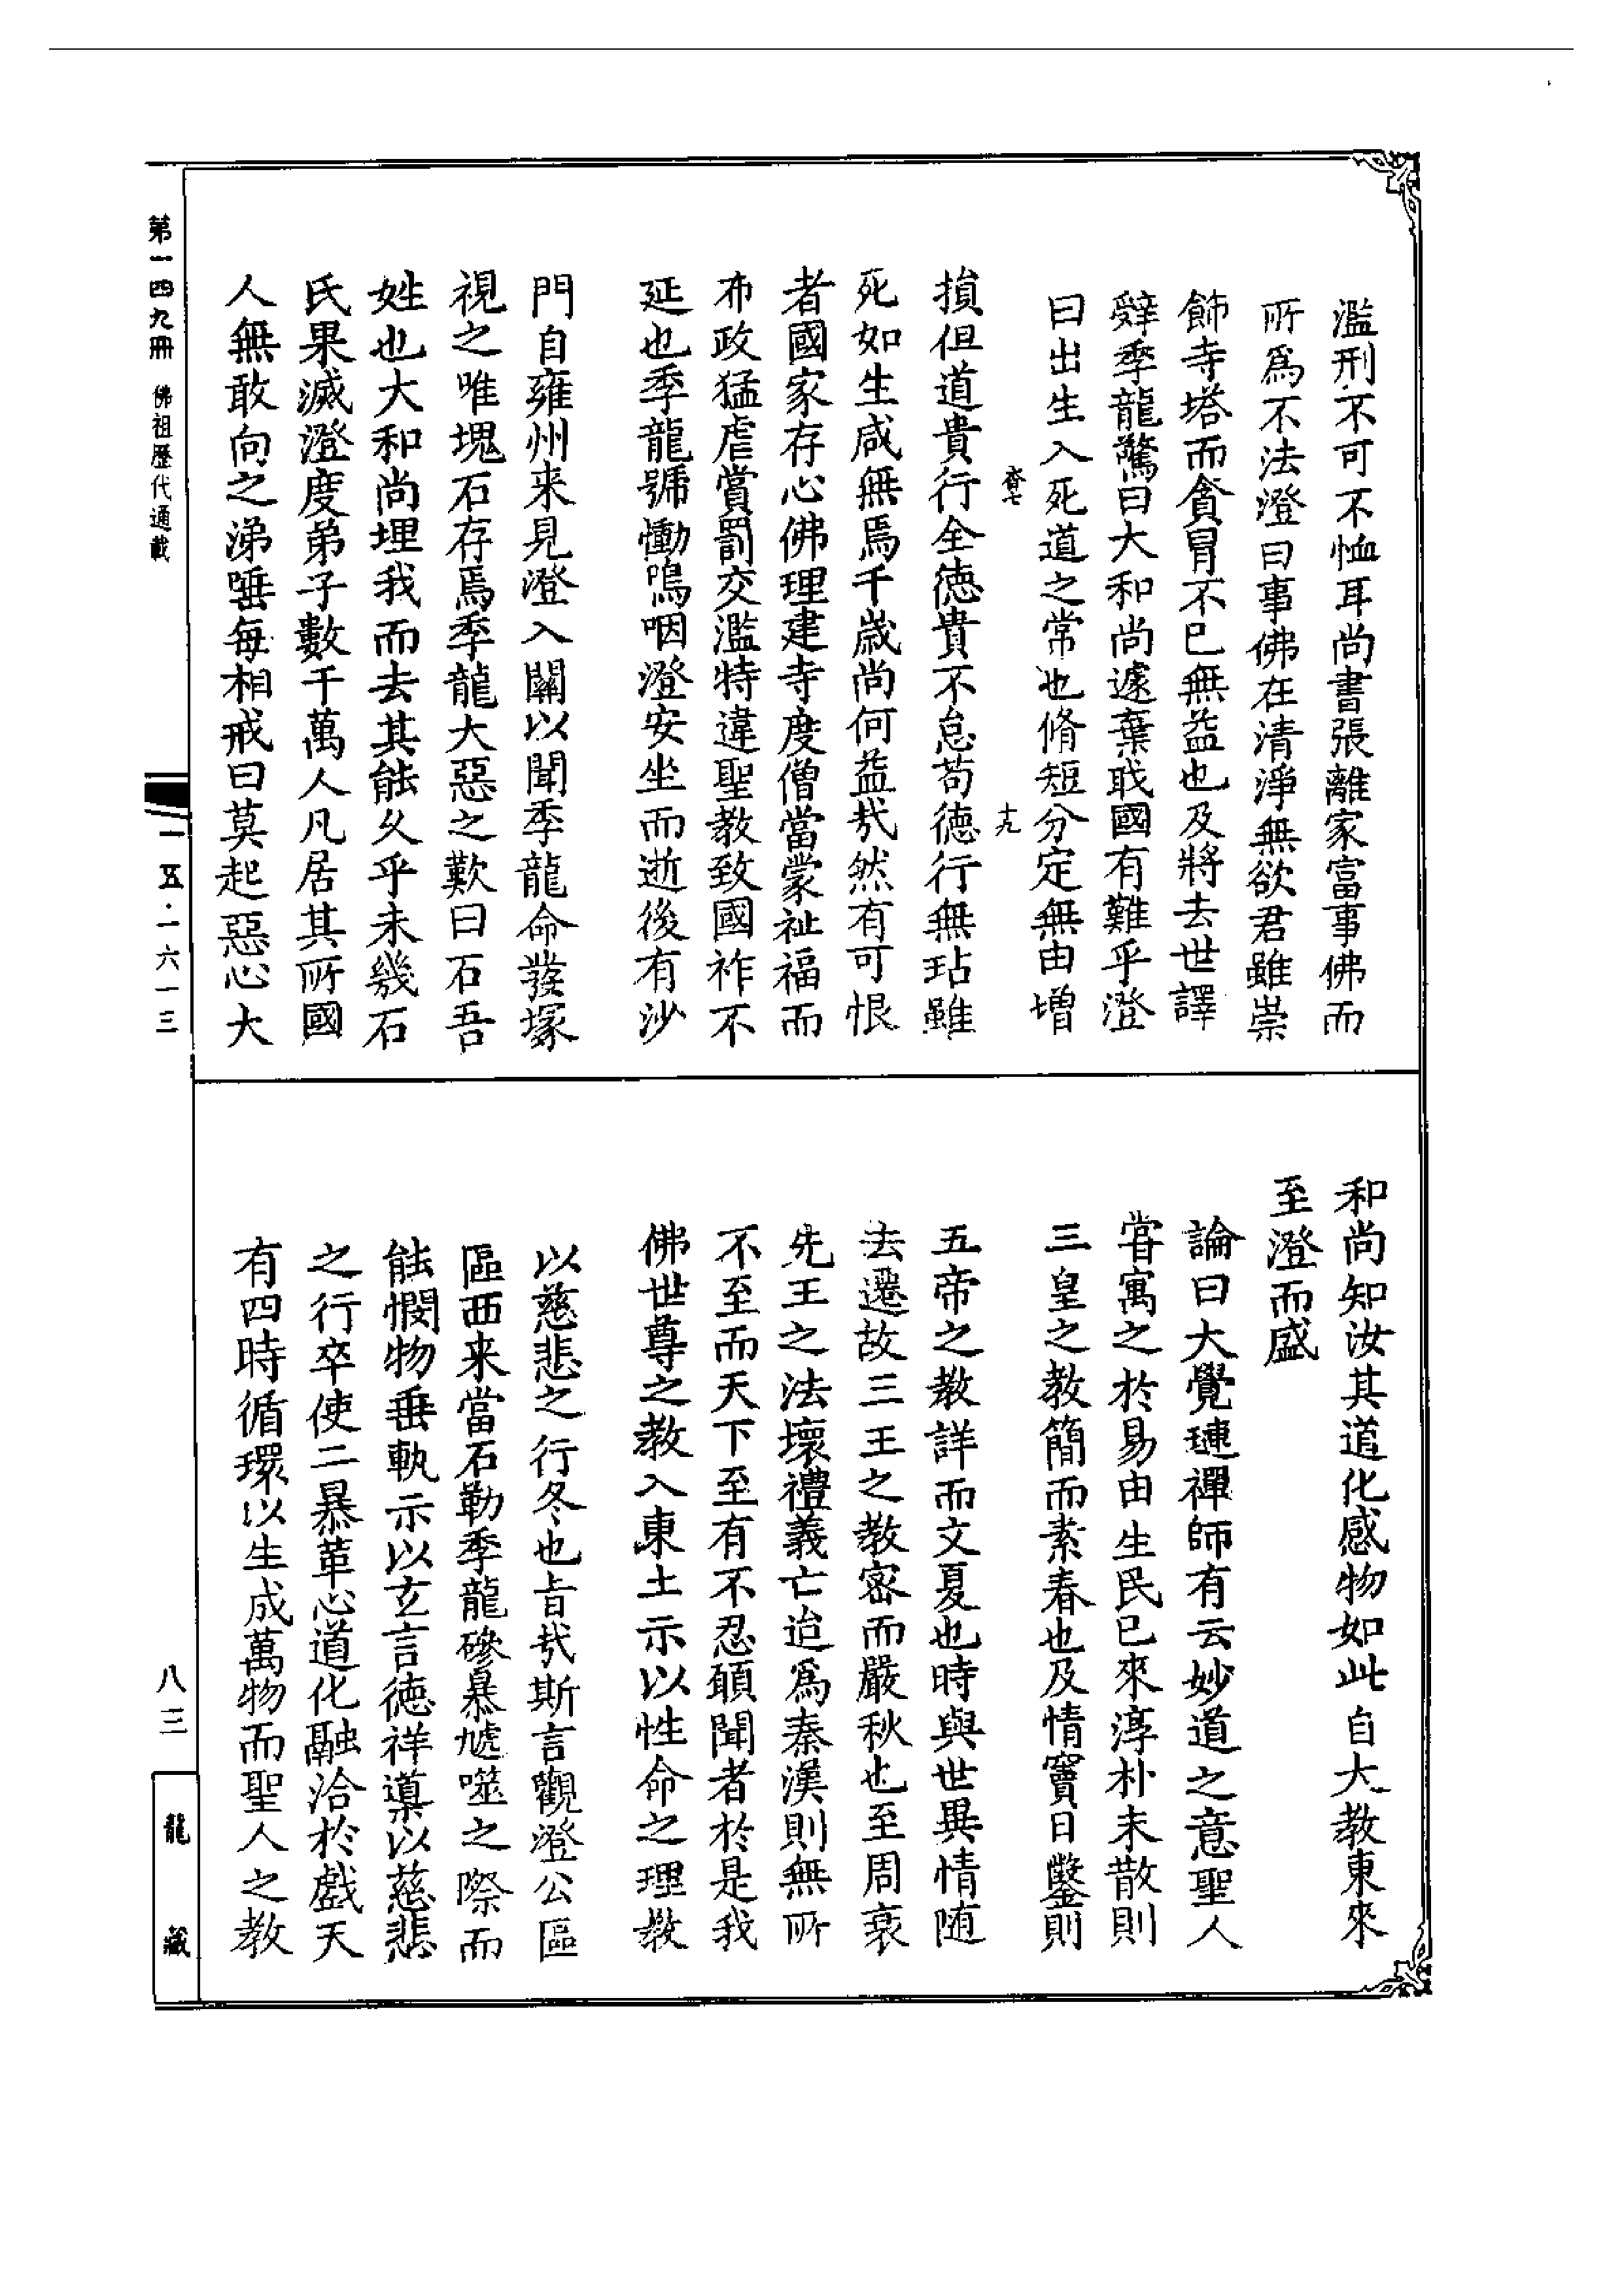 濫刑不可不恤耳尚書張離家富事佛而
所為不法澄曰事佛在清淨無欲君雖崇
飾寺塔而貪冐不已無益也及將去世譯
辤季龍驚曰大和尚遽棄我國有難乎澄
曰出生入死道之常也脩短分定無由增
十九
損但道貴行全徳貴不怠苟徳行無玷雖
死如生咸無焉千歲尚何益㢤然有可恨
者國家存心佛理建寺度僧當蒙祉福而
布政猛虐賞罰交濫特違聖教致國祚不
延也季龍號慟嗚咽澄安坐而逝後有沙
門自雍州来見澄入關以聞季龍命發塚
視之唯塊石存焉季龍大惡之歎曰石吾
姓也大和尚埋我而去其能乆乎未幾石
氏果滅澄度弟子數千萬人凡居其所國
人無敢向之涕唾每相戒曰莫起惡心大
和尚知汝其道化感物如此自大教東來
至澄而盛
論曰大覺璉禪師有云妙道之意聖人
甞寓之於易由生民已來淳朴未散則
三皇之教簡而素春也及情竇日鑿則
五帝之教詳而文夏也時與世異情随
去遷故三王之教密而嚴秋也至周衰
先王之法壞禮義亡迨為秦漢則無所
不至而天下至有不忍頋聞者於是我
佛世尊之教入東土示以性命之理教
以慈悲之行冬也旨㢤斯言觀澄公區
區西来當石勒季龍磣暴虓噬之際而
能憫物垂軌示以玄言徳祥導以慈悲
之行卒使二暴革心道化融洽於戲天
有四時循環以生成萬物而聖人之教
第一四九冊 佛祖歷代通載
一五·一六一三
八三
龍藏